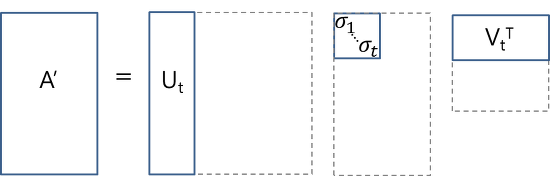 A′ = U_t σ_1 ⋱ σ_t V_t^T